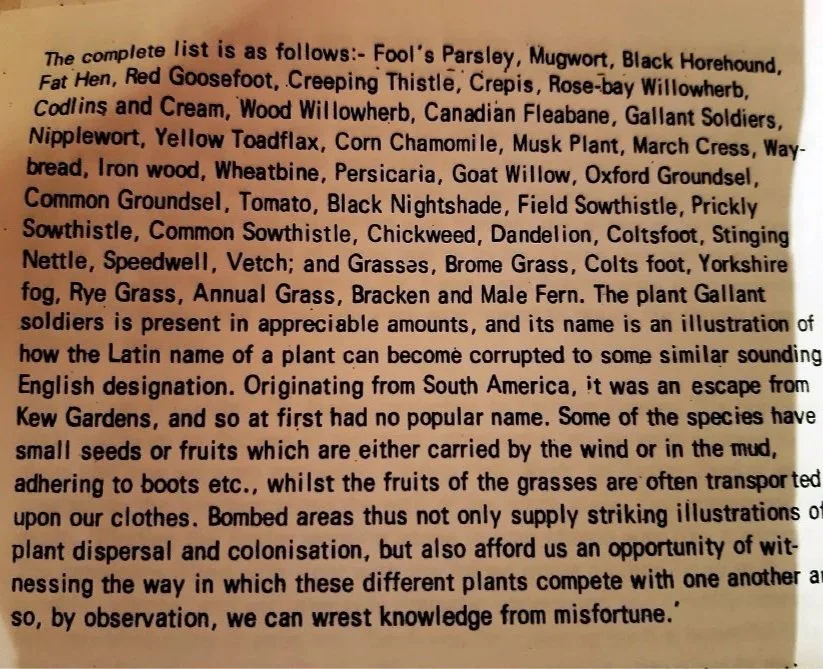 The complete list is as follows:- Fool's Parsley, Mugwort, Black Horehound,
Fat Hen, Red Goosefoot, Creeping Thistle, Crepis, Rose-bay Willowherb,
Codlins and Cream, Wood Willowherb, Canadian Fleabane, Gallant Soldiers,
Nipplewort, Yellow Toadflax, Corn Chamomile, Musk Plant, March Cress, Way-
bread, Iron wood, Wheatbine, Persicaria, Goat Willow, Oxford Groundsel,
Common Groundsel, Tomato, Black Nightshade, Field Sowthistle, Prickly
Sowthistle, Common Sowthistle, Chickweed, Dandelion, Coltsfoot, Stinging
Nettle, Speedwell, Vetch; and Grasses, Brome Grass, Colts foot, Yorkshire
fog, Rye Grass, Annual Grass, Bracken and Male Fern. The plant Gallant
soldiers is present in appreciable amounts, and its name is an illustration of
how the Latin name of a plant can become corrupted to some similar sounding
English designation. Originating from South America, it was an escape from
Kew Gardens, and so at first had no popular name. Some of the species have
small seeds or fruits which are either carried by the wind or in the mud,
adhering to boots etc., whilst the fruits of the grasses are often transported
upon our clothes. Bombed areas thus not only supply striking illustrations of
plant dispersal and colonisation, but also afford us an opportunity of wit-
nessing the way in which these different plants compete with one another a
so, by observation, we can wrest knowledge from misfortune.'